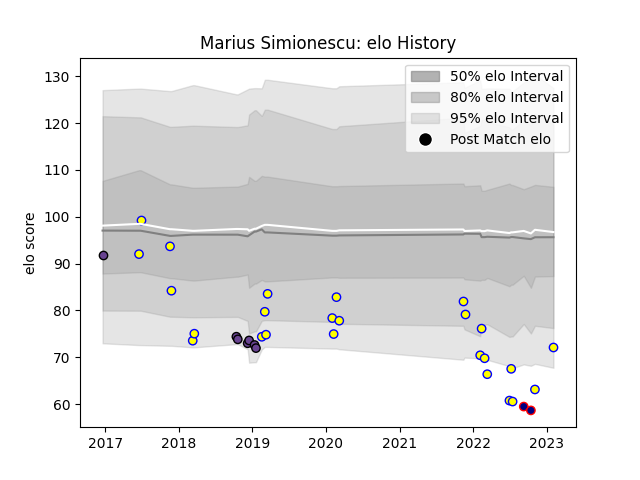 Marius Simionescu: elo History
50% elo Interval
80% elo Interval
95% elo Interval
Post Match elo
elo score
130
120
110
100
90
80
70
60
2017
2018
2019
2020
2021
2022
2023